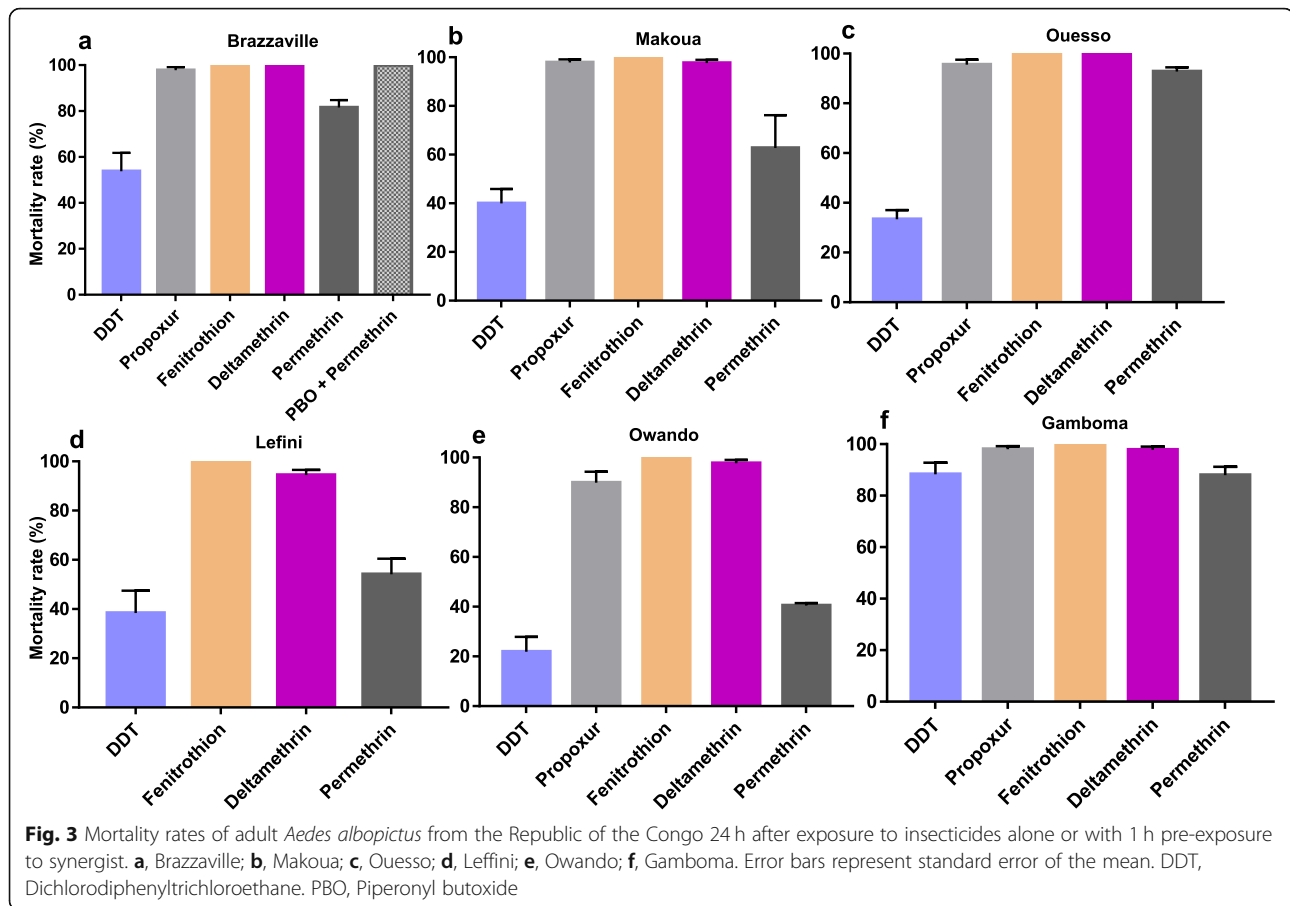 a
Brazzaville
Mortality rate (%)
100
80
60
40
20
0
DDT
Propoxur
Fenitrothion
Deltamethrin
Permethrin
PBO + Permethrin
b
Makoua
100
80
60
40
20
0
DDT
Propoxur
Fenitrothion
Deltamethrin
Permethrin
c
Ouesso
100
80
60
40
20
0
DDT
Propoxur
Fenitrothion
Deltamethrin
Permethrin
d
Lefini
Mortality rate (%)
100
80
60
40
20
0
DDT
Fenitrothion
Deltamethrin
Permethrin
e
Owando
100
80
60
40
20
0
DDT
Propoxur
Fenitrothion
Deltamethrin
Permethrin
f
Gamboma
100
80
60
40
20
0
DDT
Propoxur
Fenitrothion
Deltamethrin
Permethrin
Fig. 3 Mortality rates of adult Aedes albopictus from the Republic of the Congo 24 h after exposure to insecticides alone or with 1 h pre-exposure
to synergist. a, Brazzaville; b, Makoua; c, Ouesso; d, Leffini; e, Owando; f, Gamboma. Error bars represent standard error of the mean. DDT,
Dichlorodiphenyltrichloroethane. PBO, Piperonyl butoxide